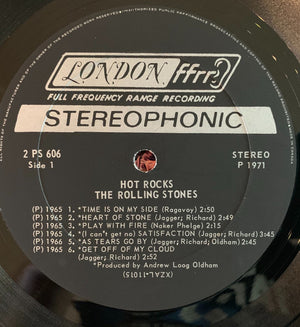 LONDON ffrr
FULL FREQUENCY RANGE RECORDING
STEREOPHONIC
2 PS 606
Side 1
STEREO
P 1971
HOT ROCKS
THE ROLLING STONES
(P) 1965 1. *TIME IS ON MY SIDE (Ragavoy) 2:50
(P) 1965 2. *HEART OF STONE (Jagger; Richard) 2:49
(P) 1965 3. *PLAY WITH FIRE (Naker Phelge) 2:10
(P) 1965 4. *(I can't get no) SATISFACTION (Jagger; Richard) 3:45
(P) 1966 5. *AS TEARS GO BY (Jagger; Richard; Oldham) 2:45
(P) 1965 6. *GET OFF OF MY CLOUD
(Jagger; Richard) 2:52
*Produced by Andrew Loog Oldham
(XZAL-11015)